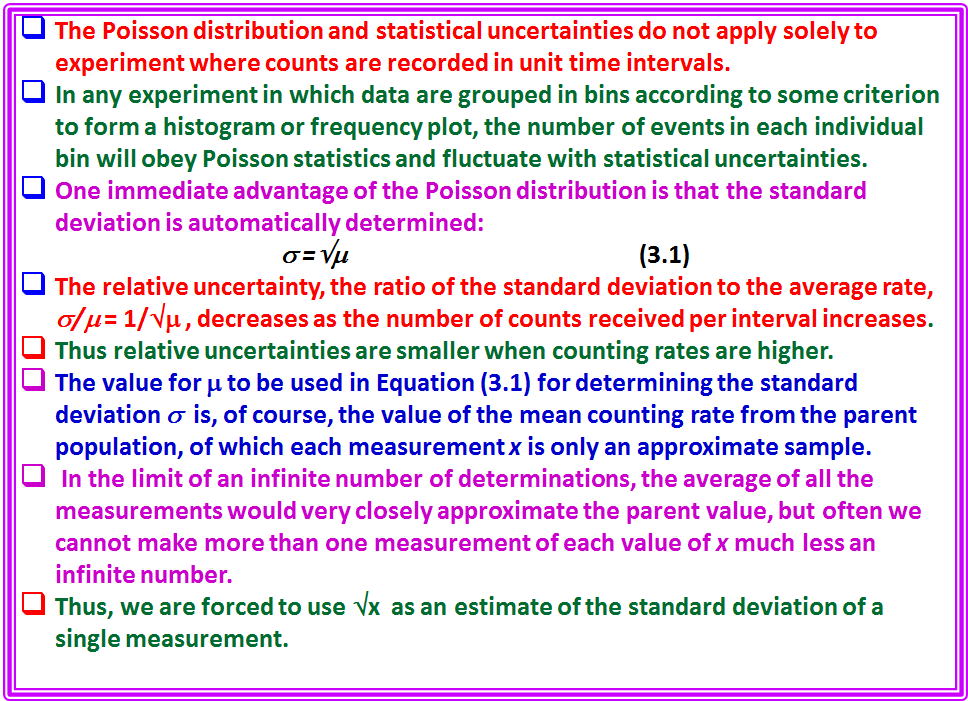 The Poisson distribution and statistical uncertainties do not apply solely to
experiment where counts are recorded in unit time intervals.
In any experiment in which data are grouped in bins according to some criterion
to form a histogram or frequency plot, the number of events in each individual
bin will obey Poisson statistics and fluctuate with statistical uncertainties.
One immediate advantage of the Poisson distribution is that the standard
deviation is automatically determined:
σ = √μ (3.1)
The relative uncertainty, the ratio of the standard deviation to the average rate,
σ/μ = 1/√μ , decreases as the number of counts received per interval increases.
Thus relative uncertainties are smaller when counting rates are higher.
The value for μ to be used in Equation (3.1) for determining the standard
deviation σ is, of course, the value of the mean counting rate from the parent
population, of which each measurement x is only an approximate sample.
In the limit of an infinite number of determinations, the average of all the
measurements would very closely approximate the parent value, but often we
cannot make more than one measurement of each value of x much less an
infinite number.
Thus, we are forced to use √x as an estimate of the standard deviation of a
single measurement.